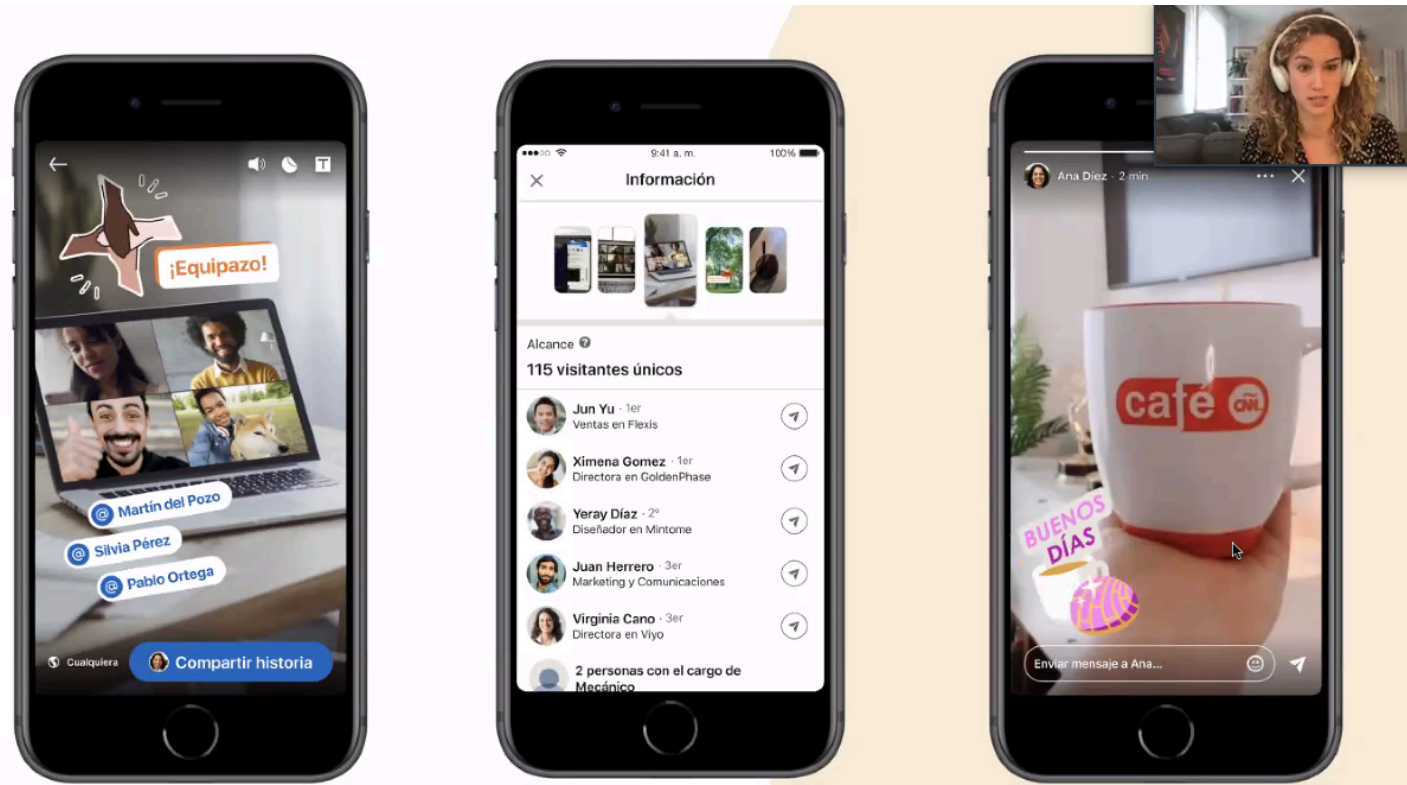 ¡Equipazo!
@ Martín del Pozo
@ Silvia Pérez
@ Pablo Ortega
Cualquiera
Compartir historia
9:41 a. m.
100%
Información
Alcance
115 visitantes únicos
Jun Yu · 1er
Ventas en Flexis
Ximena Gomez · 1er
Directora en GoldenPhase
Yeray Díaz · 2º
Diseñador en Mintome
Juan Herrero · 3er
Marketing y Comunicaciones
Virginia Cano · 3er
Directora en Viyo
2 personas con el cargo de
Mecánico
Ana Díez · 2 min
café
BUENOS
DÍAS
Enviar mensaje a Ana...